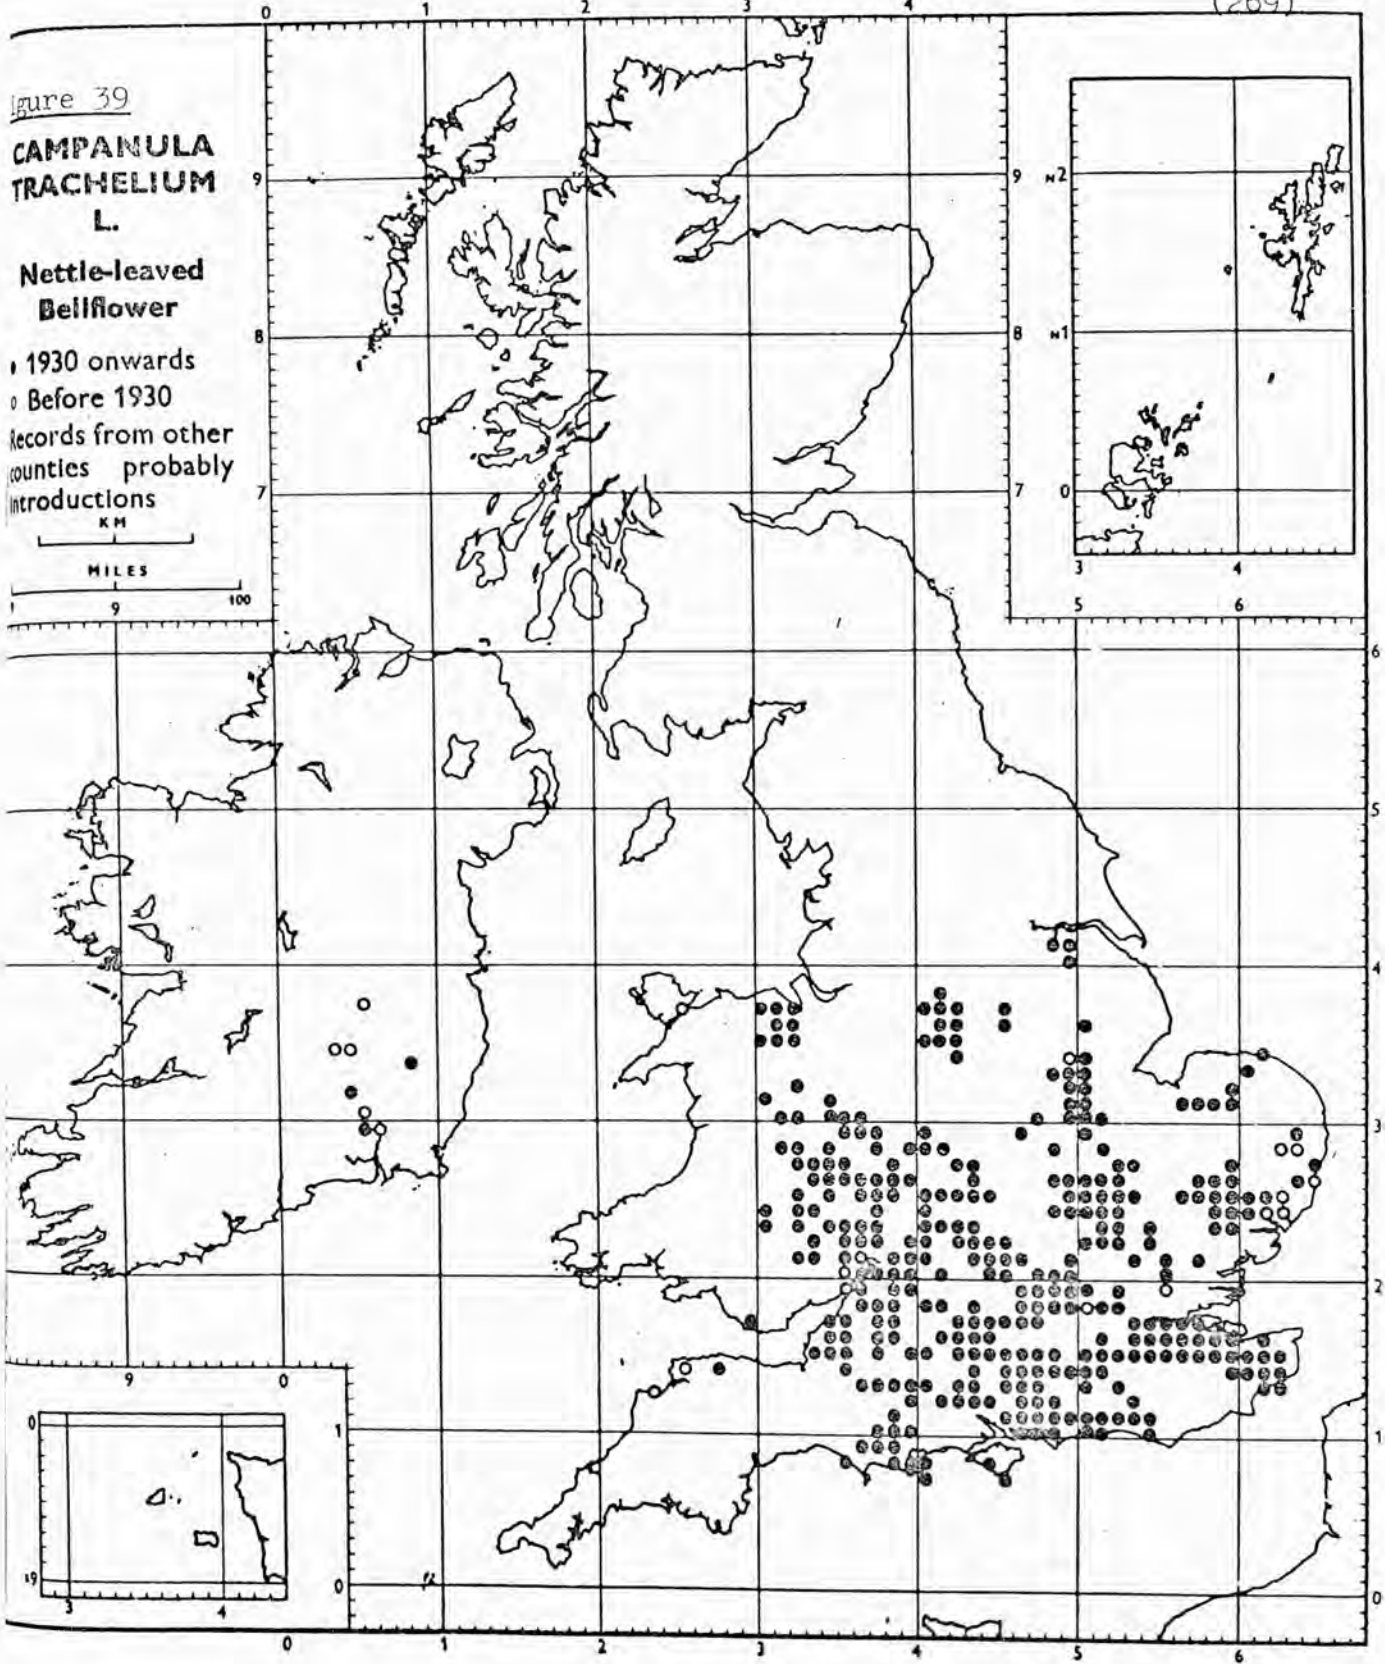 (269)
0 1 2 3 4
igure 39
CAMPANULA
TRACHELIUM
L.
Nettle-leaved
Bellflower
1930 onwards
o Before 1930
Records from other
counties probably
introductions
KM
MILES
9 100
9 9 N2
8 8 N1
7 7 0
3 4
5 6
6
5
4
3
2
9 0
0 1 1
19 0 0
3 4
0 1 2 3 4 5 6